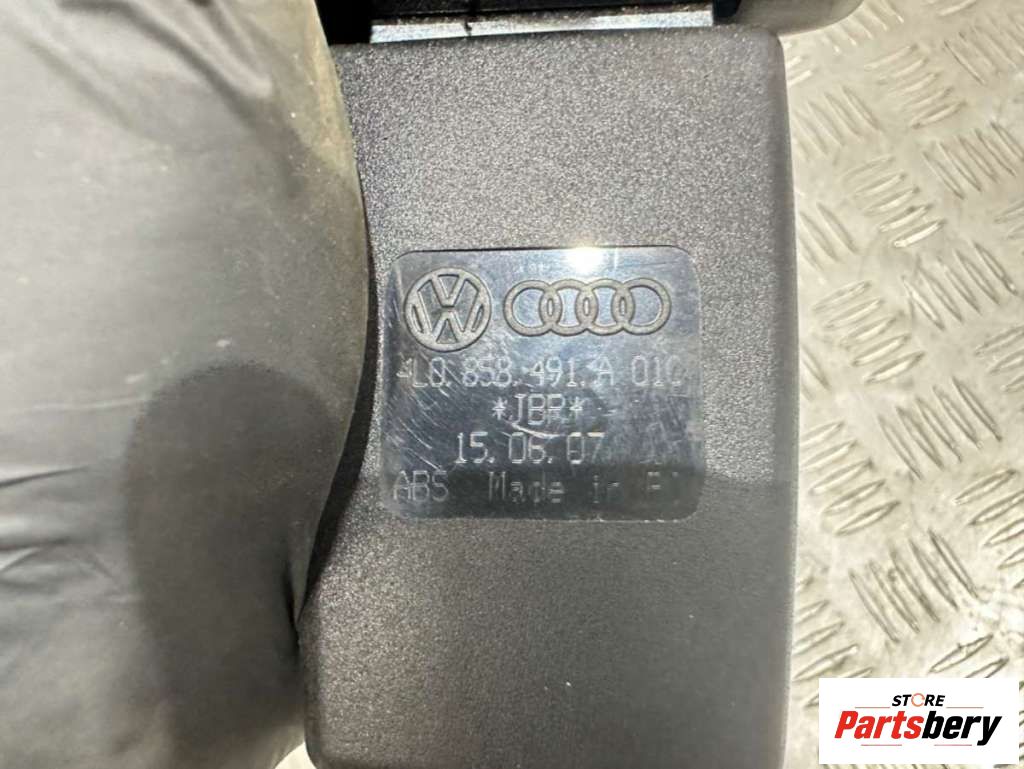 4L0.858.491.A 01C
*JBR*
15.06.07
ABS Made in
STORE
Partsbery